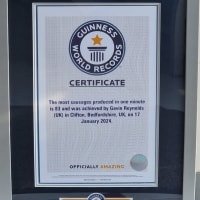 GUINNESS
WORLD RECORDS
CERTIFICATE
The most sausages produced in one minute
is 83 and was achieved by Gavin Reynolds
(UK) in Clifton, Bedfordshire, UK, on 17
January 2024.
OFFICIALLY AMAZING